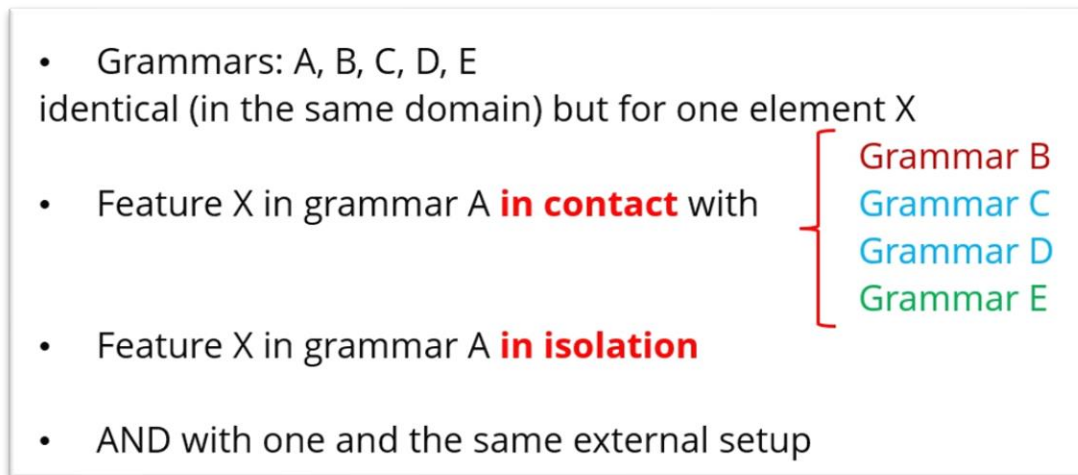 • Grammars: A, B, C, D, E
identical (in the same domain) but for one element X
• Feature X in grammar A in contact with
Grammar B
Grammar C
Grammar D
Grammar E
• Feature X in grammar A in isolation
• AND with one and the same external setup